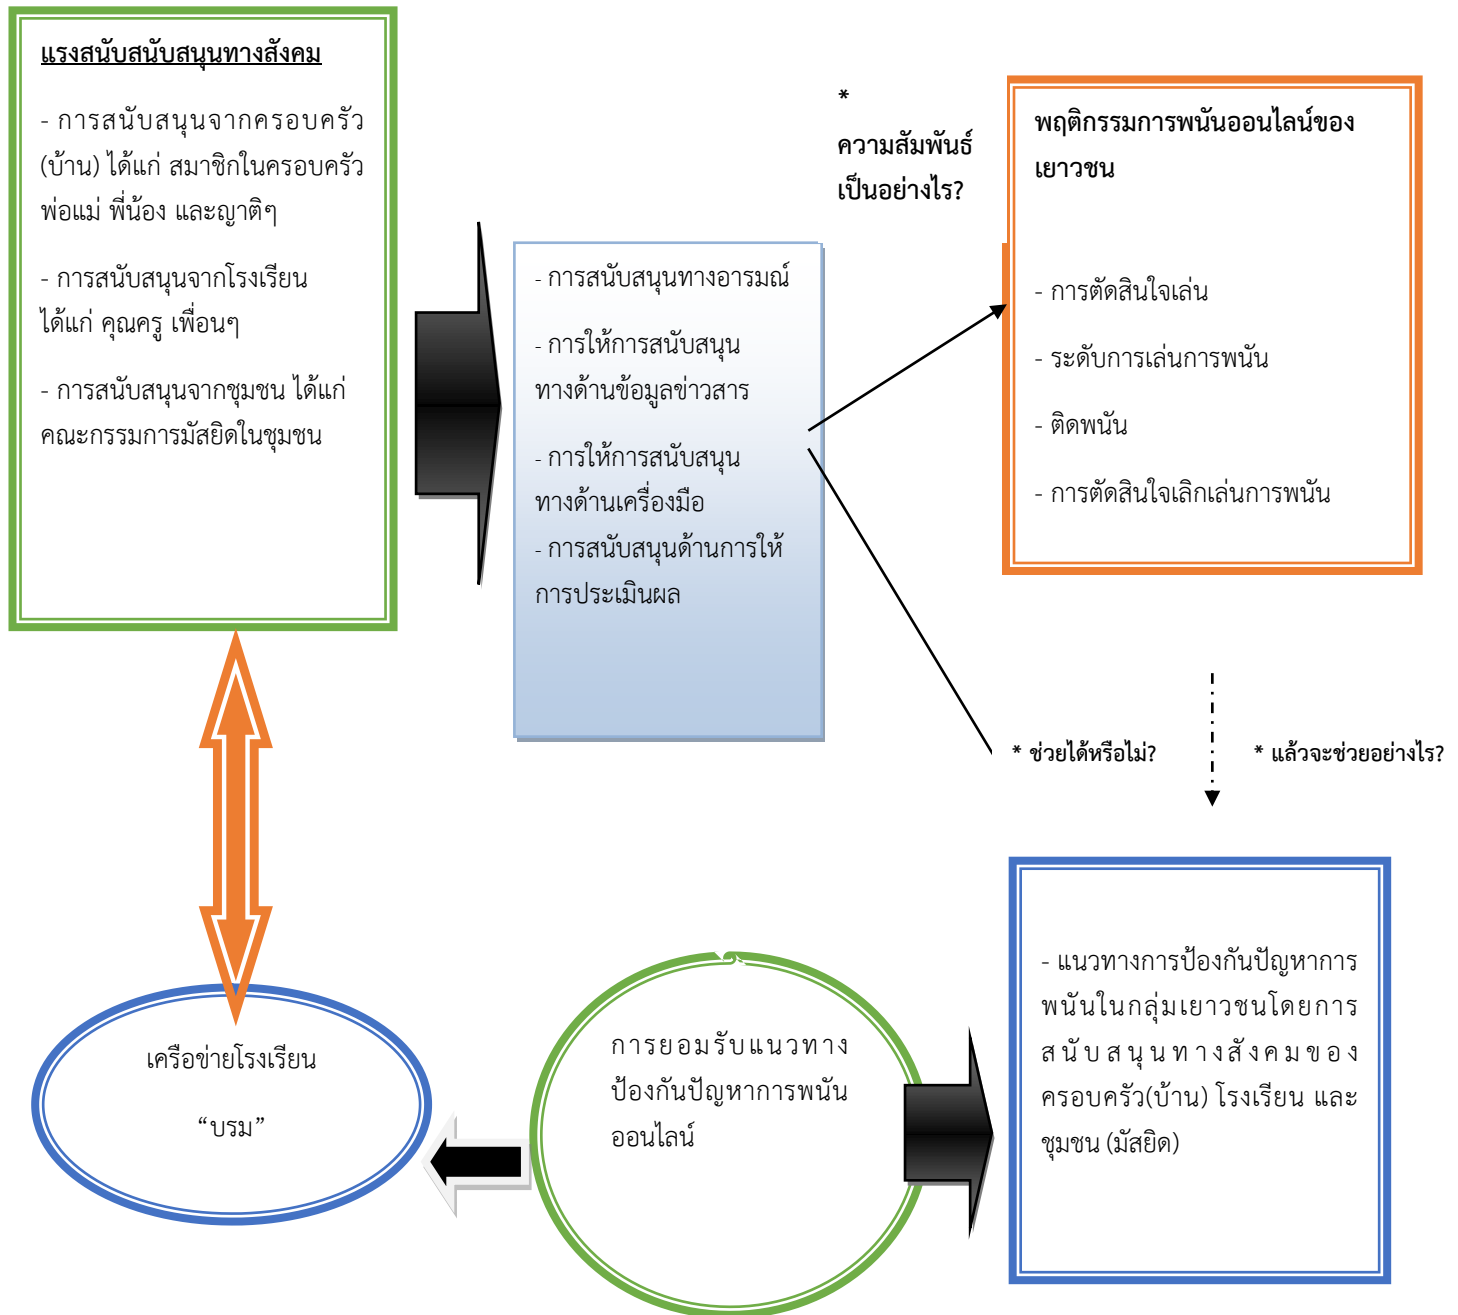 แรงสนับสนับสนุนทางสังคม
- การสนับสนุนจากครอบครัว
(บ้าน) ได้แก่ สมาชิกในครอบครัว
พ่อแม่ พี่น้อง และญาติๆ
- การสนับสนุนจากโรงเรียน
ได้แก่ คุณครู เพื่อนๆ
- การสนับสนุนจากชุมชน ได้แก่
คณะกรรมการมัสยิดในชุมชน
- การสนับสนุนทางอารมณ์
- การให้การสนับสนุน
ทางด้านข้อมูลข่าวสาร
- การให้การสนับสนุน
ทางด้านเครื่องมือ
- การสนับสนุนด้านการให้
การประเมินผล
*
ความสัมพันธ์
เป็นอย่างไร?
พฤติกรรมการพนันออนไลน์ของ
เยาวชน
- การตัดสินใจเล่น
- ระดับการเล่นการพนัน
- ติดพนัน
- การตัดสินใจเลิกเล่นการพนัน
* ช่วยได้หรือไม่?
* แล้วจะช่วยอย่างไร?
เครือข่ายโรงเรียน
“บรม”
การยอมรับแนวทาง
ป้องกันปัญหาการพนัน
ออนไลน์
- แนวทางการป้องกันปัญหาการ
พนันในกลุ่มเยาวชนโดยการ
สนับสนุนทางสังคมของ
ครอบครัว(บ้าน) โรงเรียน และ
ชุมชน (มัสยิด)